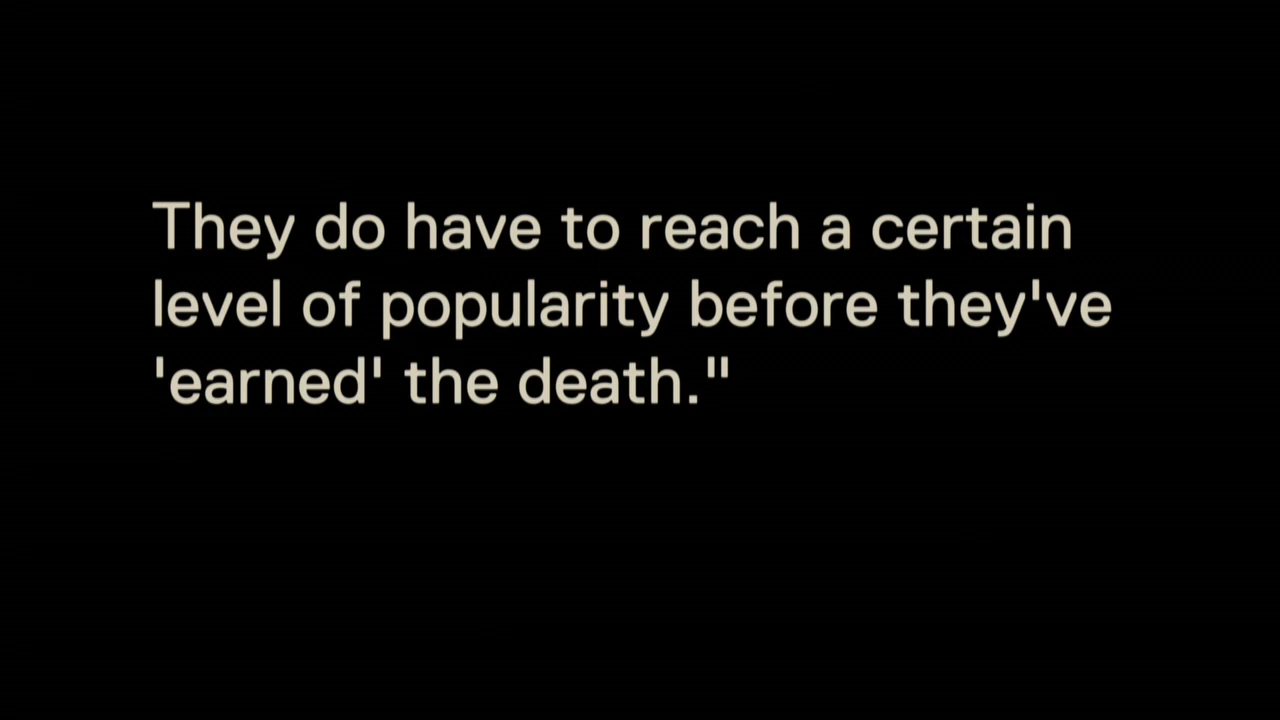 They do have to reach a certain
level of popularity before they've
'earned' the death."